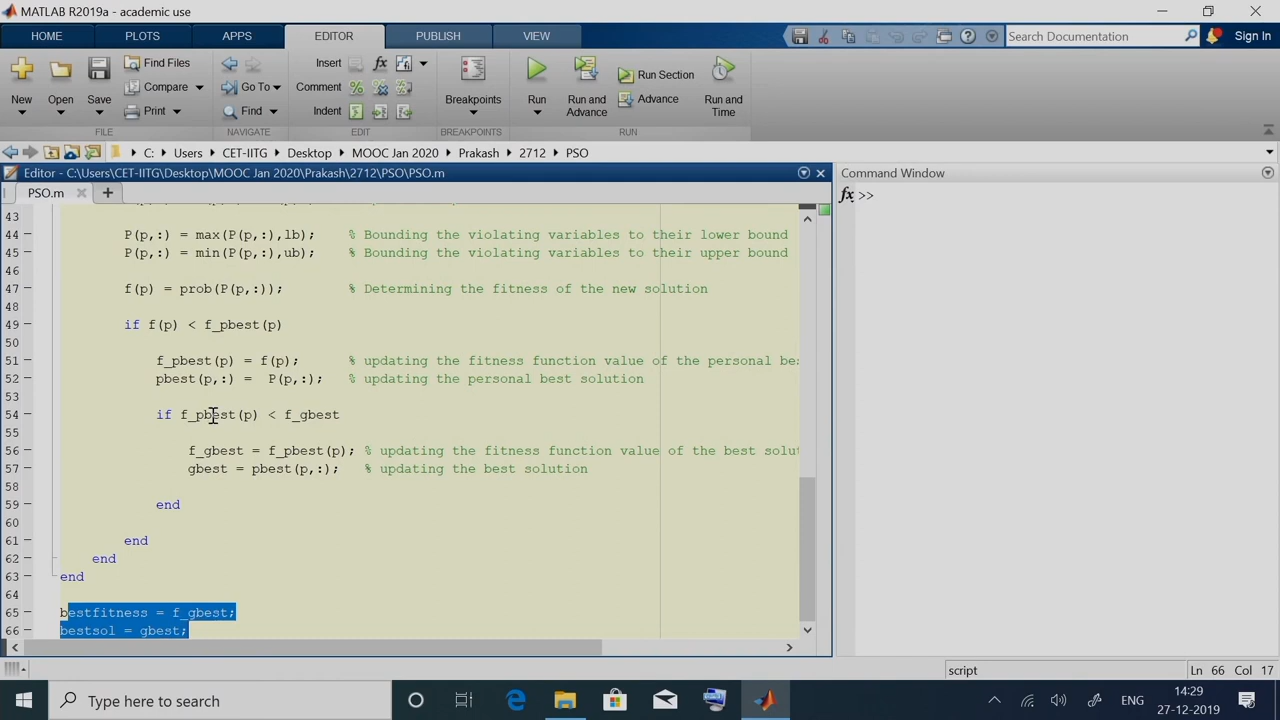 MATLAB R2019a - academic use
HOME PLOTS APPS EDITOR PUBLISH VIEW Search Documentation Sign In
New Open Save Find Files Compare Print
Go To Find
Insert Comment Indent
Breakpoints Run Run and Advance Run Section Advance Run and Time
FILE NAVIGATE EDIT BREAKPOINTS RUN
C: Users CET-IITG Desktop MOOC Jan 2020 Prakash 2712 PSO
Editor - C:\Users\CET-IITG\Desktop\MOOC Jan 2020\Prakash\2712\PSO\PSO.m
Command Window
PSO.m
fx >>
43
44 P(p,:) = max(P(p,:),lb); % Bounding the violating variables to their lower bound
45 P(p,:) = min(P(p,:),ub); % Bounding the violating variables to their upper bound
46
47 f(p) = prob(P(p,:)); % Determining the fitness of the new solution
48
49 if f(p) < f_pbest(p)
50
51 f_pbest(p) = f(p); % updating the fitness function value of the personal be
52 pbest(p,:) = P(p,:); % updating the personal best solution
53
54 if f_pbest(p) < f_gbest
55
56 f_gbest = f_pbest(p); % updating the fitness function value of the best solut
57 gbest = pbest(p,:); % updating the best solution
58
59 end
60
61 end
62 end
63 end
64
65 bestfitness = f_gbest;
66 bestsol = gbest;
script Ln 66 Col 17
Type here to search
ENG 14:29
27-12-2019